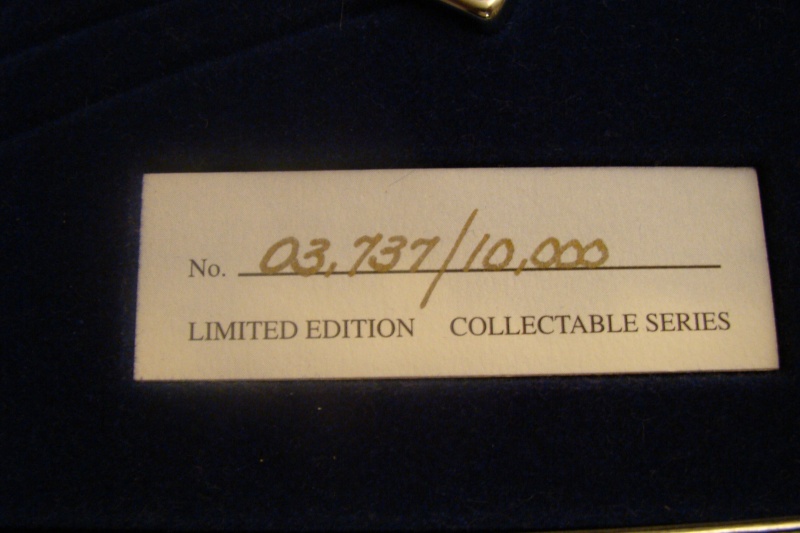 No. 03,737/10,000
LIMITED EDITION COLLECTABLE SERIES